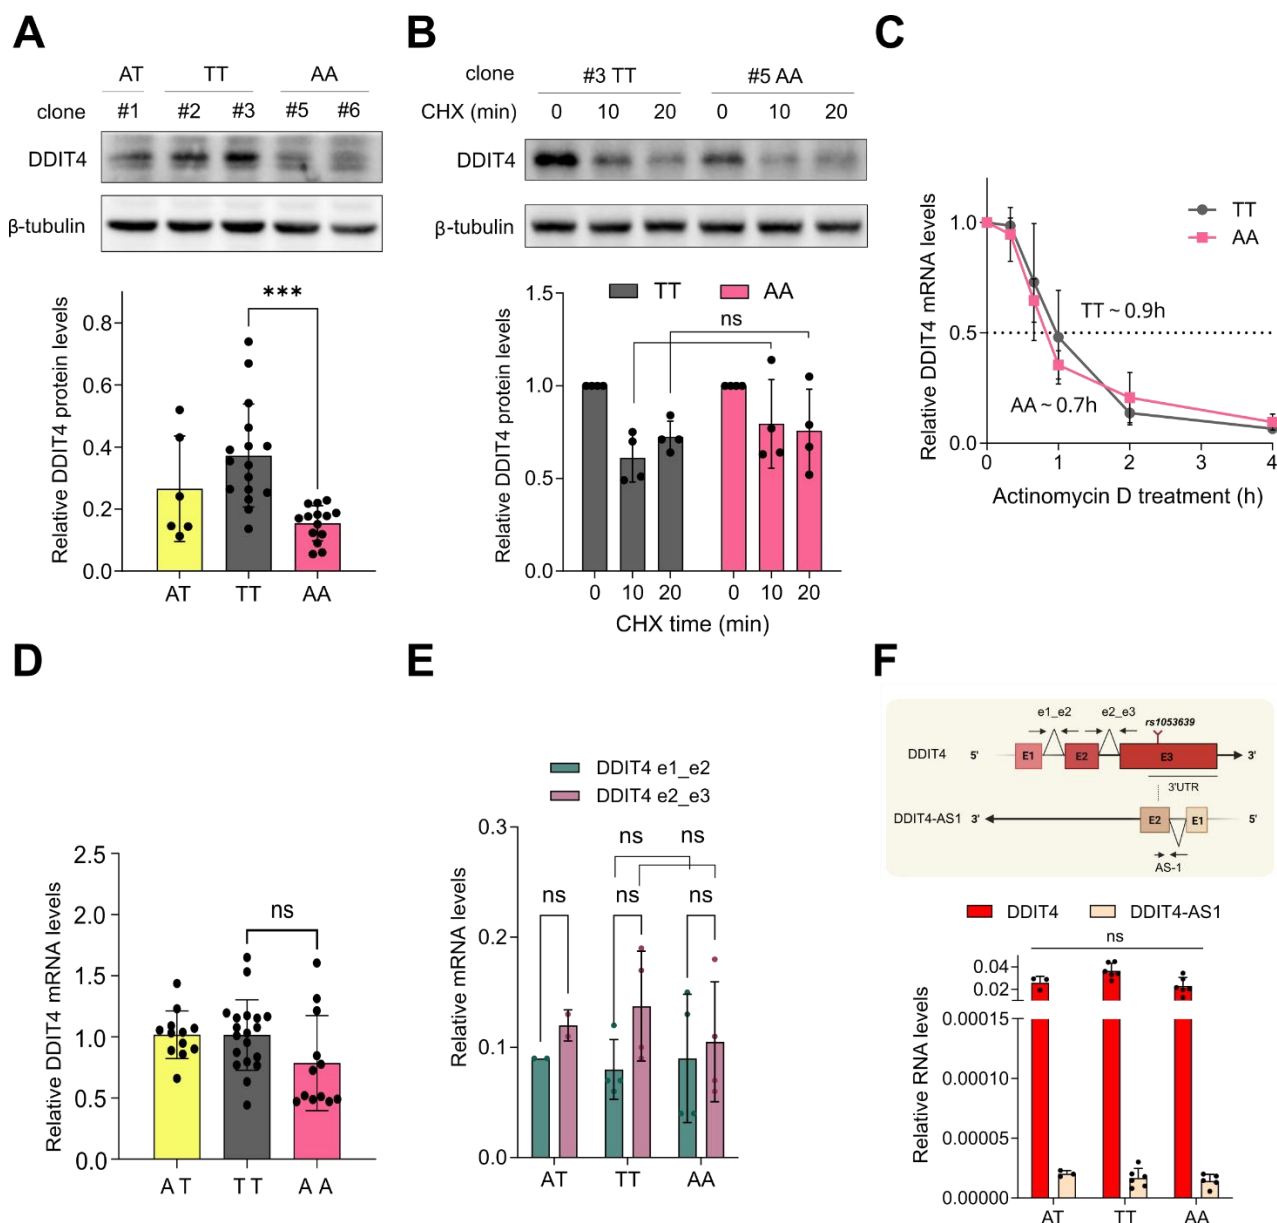 A
AT TT AA
clone #1 #2 #3 #5 #6
DDIT4
β-tubulin
***
Relative DDIT4 protein levels
0.8
0.6
0.4
0.2
0.0
AT TT AA
B
clone #3 TT #5 AA
CHX (min) 0 10 20 0 10 20
DDIT4
β-tubulin
TT AA
ns
Relative DDIT4 protein levels
1.5
1.0
0.5
0.0
0 10 20 0 10 20
CHX time (min)
C
TT
AA
Relative DDIT4 mRNA levels
1.0
0.5
0.0
TT ~ 0.9h
AA ~ 0.7h
0 1 2 3 4
Actinomycin D treatment (h)
D
Relative DDIT4 mRNA levels
2.5
2.0
1.5
1.0
0.5
0.0
ns
AT TT AA
E
DDIT4 e1_e2
DDIT4 e2_e3
Relative mRNA levels
0.3
0.2
0.1
0.0
ns
ns ns ns
AT TT AA
F
e1_e2 e2_e3 rs1053639
DDIT4 5' E1 E2 E3 3'
3'UTR
DDIT4-AS1 3' E2 E1 5'
AS-1
DDIT4 DDIT4-AS1
ns
Relative RNA levels
0.04
0.02
0.00015
0.00010
0.00005
0.00000
AT TT AA